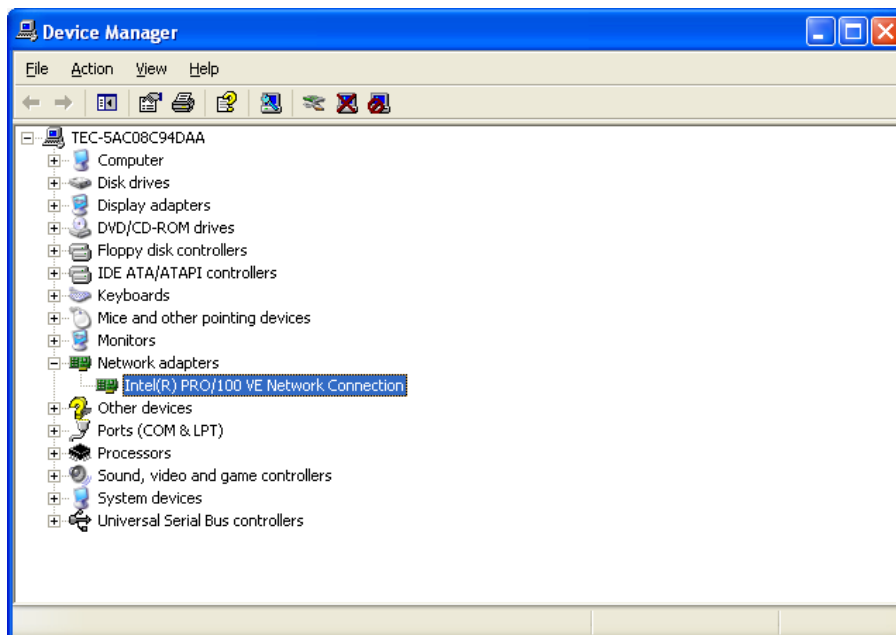 Device Manager
File Action View Help
TEC-5AC08C94DAA
Computer
Disk drives
Display adapters
DVD/CD-ROM drives
Floppy disk controllers
IDE ATA/ATAPI controllers
Keyboards
Mice and other pointing devices
Monitors
Network adapters
Intel(R) PRO/100 VE Network Connection
Other devices
Ports (COM & LPT)
Processors
Sound, video and game controllers
System devices
Universal Serial Bus controllers